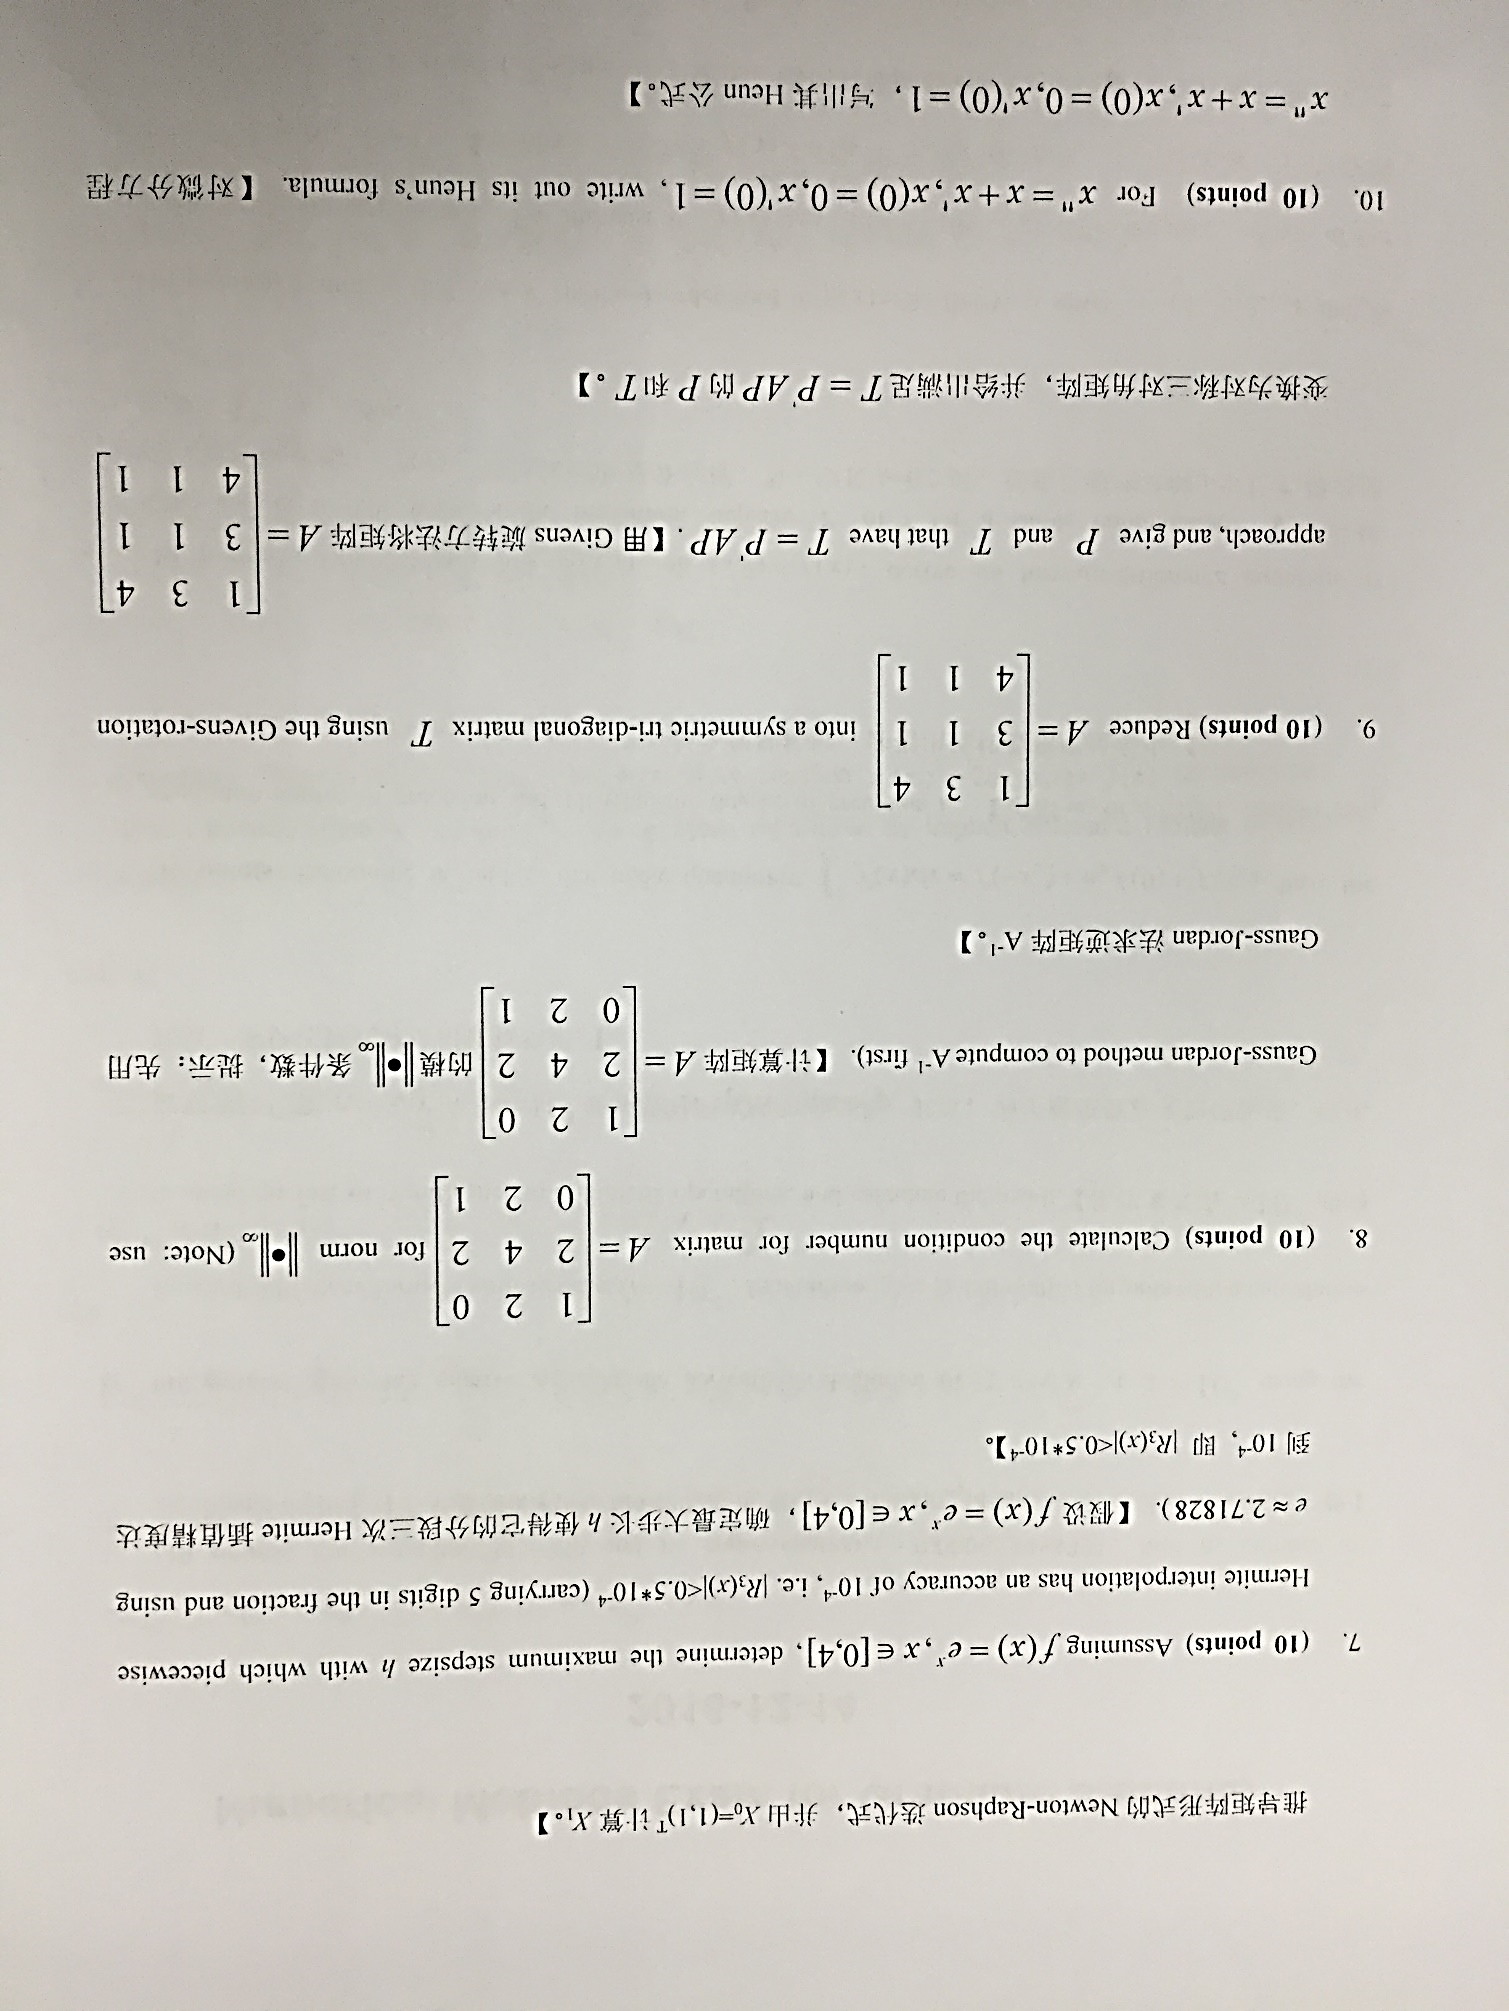 推导矩阵形式的 Newton-Raphson 迭代式，并由 X₀=(1,1)ᵀ计算 X₁。】
7. (10 points) Assuming f(x) = eˣ, x ∈ [0,4], determine the maximum stepsize h with which piecewise
Hermite interpolation has an accuracy of 10⁻⁴, i.e. |R₃(x)|<0.5*10⁻⁴ (carrying 5 digits in the fraction and using
e ≈ 2.71828). 【假设 f(x) = eˣ, x ∈ [0,4]，确定最大步长 h 使得它的分段三次 Hermite 插值精度达
到 10⁻⁴, 即 |R₃(x)|<0.5*10⁻⁴】。
8. (10 points) Calculate the condition number for matrix A = [1 2 0; 2 4 2; 0 2 1] for norm ‖•‖∞ (Note: use
Gauss-Jordan method to compute A⁻¹ first). 【计算矩阵 A = [1 2 0; 2 4 2; 0 2 1] 的模 ‖•‖∞ 条件数，提示：先用
Gauss-Jordan 法求逆矩阵 A⁻¹。】
9. (10 points) Reduce A = [1 3 4; 3 1 1; 4 1 1] into a symmetric tri-diagonal matrix T using the Givens-rotation
approach, and give P and T that have T = P'AP. 【用 Givens 旋转方法将矩阵 A = [1 3 4; 3 1 1; 4 1 1]
变换为对称三对角矩阵，并给出满足 T = P'AP 的 P 和 T。】
10. (10 points) For x'' = x + x', x(0) = 0, x'(0) = 1, write out its Heun's formula. 【对微分方程
x'' = x + x', x(0) = 0, x'(0) = 1，写出其 Heun 公式。】